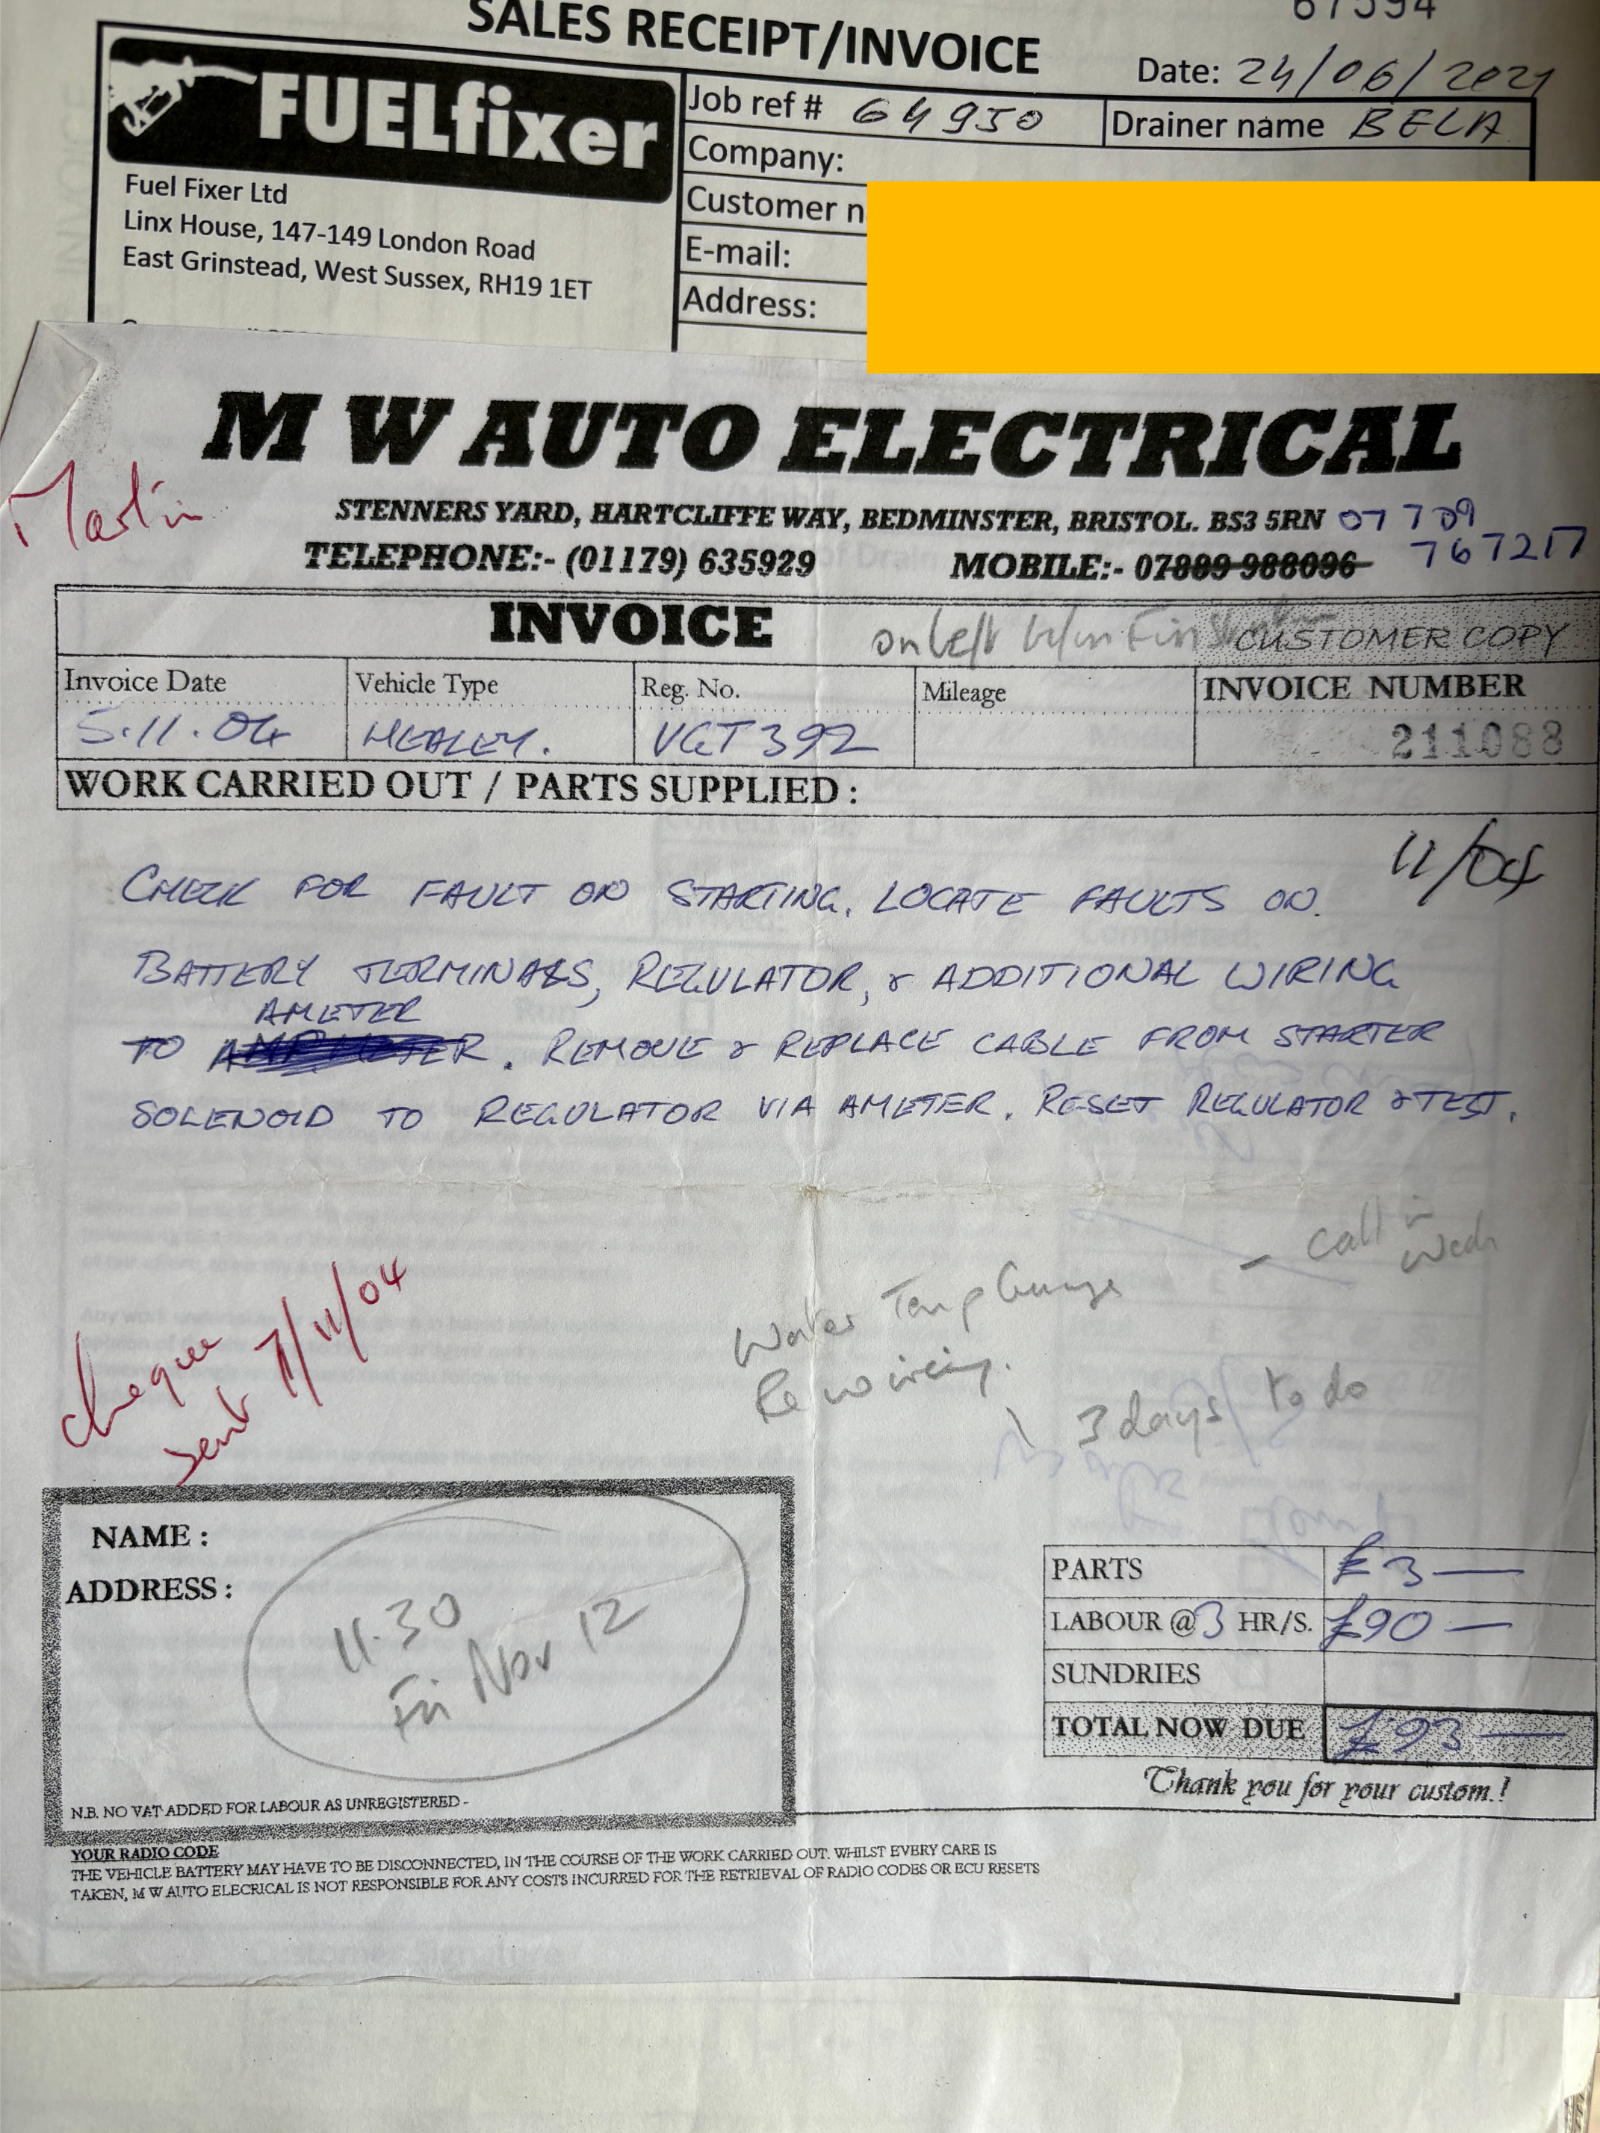 SALES RECEIPT/INVOICE
67594
Date: 24/06/2021
FUELfixer
Job ref # 64950
Drainer name BELA
Company:
Customer n
E-mail:
Address:
Fuel Fixer Ltd
Linx House, 147-149 London Road
East Grinstead, West Sussex, RH19 1ET
M W AUTO ELECTRICAL
Martin
STENNERS YARD, HARTCLIFFE WAY, BEDMINSTER, BRISTOL. BS3 5RN 07709
TELEPHONE:- (01179) 635929 MOBILE:- 07889 988096 767217
INVOICE on left CUSTOMER COPY
Invoice Date Vehicle Type Reg. No. Mileage INVOICE NUMBER
5.11.04 HEALEY. VGT 392 211088
WORK CARRIED OUT / PARTS SUPPLIED :
11/04
CHECK FOR FAULT ON STARTING. LOCATE FAULTS ON.
BATTERY TERMINALS, REGULATOR, & ADDITIONAL WIRING
AMETER
TO . REMOVE & REPLACE CABLE FROM STARTER
SOLENOID TO REGULATOR VIA AMETER. RESET REGULATOR & TEST.
Cheque
sent 7/11/04
Water Temp Gauge - call in
Wed
Rewiring.
\ 3 days to do
NAME :
ADDRESS :
11.30
Fri Nov 12
N.B. NO VAT ADDED FOR LABOUR AS UNREGISTERED -
PARTS £3—
LABOUR @ 3 HR/S. £90—
SUNDRIES
TOTAL NOW DUE £93—
Thank you for your custom.!
YOUR RADIO CODE
THE VEHICLE BATTERY MAY HAVE TO BE DISCONNECTED, IN THE COURSE OF THE WORK CARRIED OUT. WHILST EVERY CARE IS
TAKEN, M W AUTO ELECRICAL IS NOT RESPONSIBLE FOR ANY COSTS INCURRED FOR THE RETRIEVAL OF RADIO CODES OR ECU RESETS